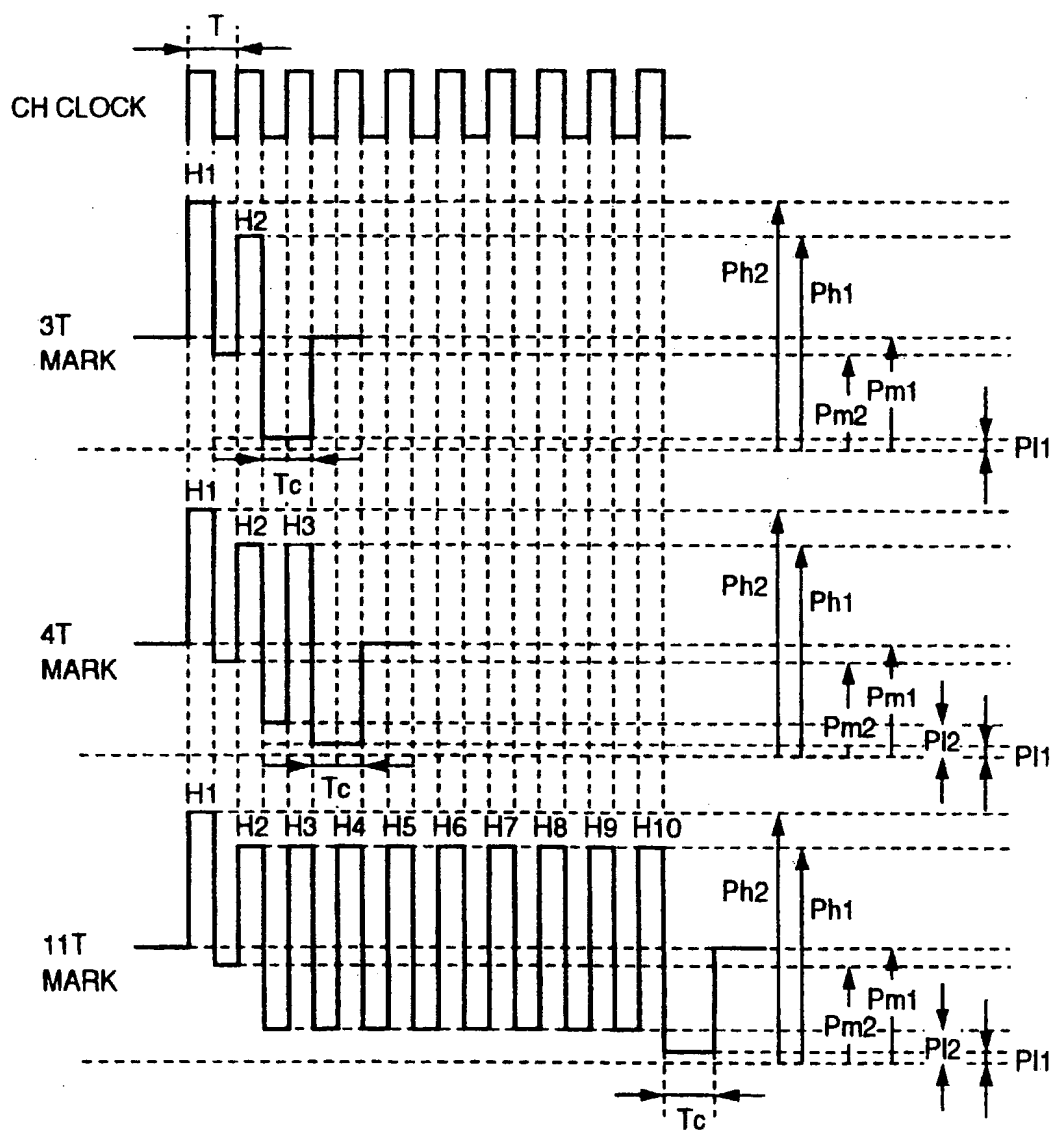 T
CH CLOCK
H1
H2
Ph2
Ph1
3T
MARK
Pm1
Pm2
Pl1
Tc
H1
H2 H3
Ph2
Ph1
4T
MARK
Pm1
Pm2
Pl2
Pl1
Tc
H1
H2 H3 H4 H5 H6 H7 H8 H9 H10
Ph2
Ph1
11T
MARK
Pm1
Pm2
Pl2
Pl1
Tc